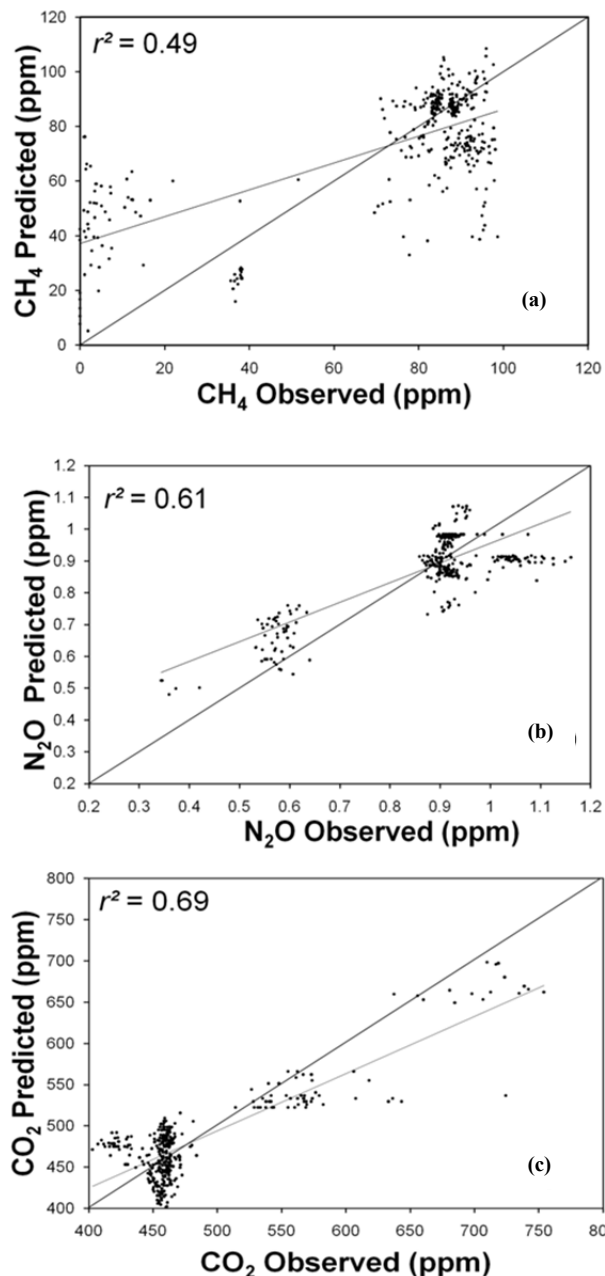 r² = 0.49
CH₄ Predicted (ppm)
120
100
80
60
40
20
0
(a)
0 20 40 60 80 100 120
CH₄ Observed (ppm)
r² = 0.61
N₂O Predicted (ppm)
1.2
1.1
1
0.9
0.8
0.7
0.6
0.5
0.4
0.3
0.2
(b)
)
0.2 0.3 0.4 0.5 0.6 0.7 0.8 0.9 1 1.1 1.2
N₂O Observed (ppm)
r² = 0.69
CO₂ Predicted (ppm)
800
700
600
500
400
(c)
400 450 500 550 600 650 700 750 80
CO₂ Observed (ppm)